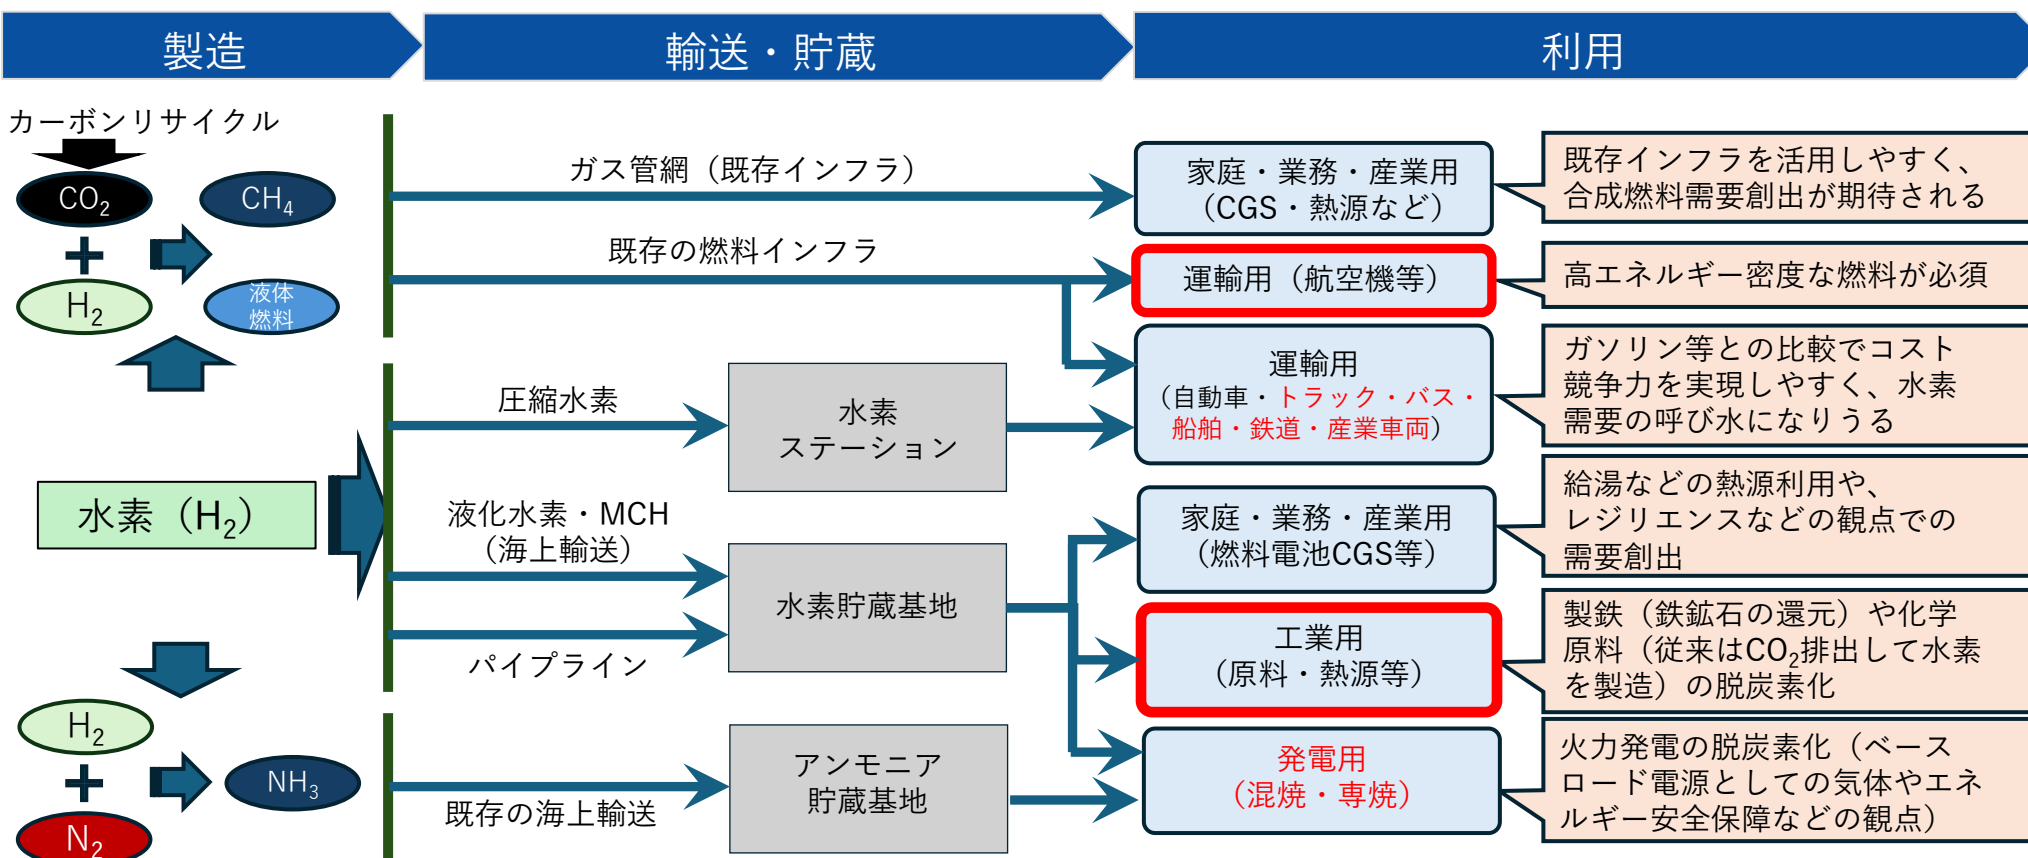 製造
輸送・貯蔵
利用
カーボンリサイクル
CO₂
CH₄
H₂
液体
燃料
水素（H₂）
H₂
N₂
NH₃
ガス管網（既存インフラ）
既存の燃料インフラ
圧縮水素
水素
ステーション
液化水素・MCH
（海上輸送）
水素貯蔵基地
パイプライン
アンモニア
貯蔵基地
既存の海上輸送
家庭・業務・産業用
（CGS・熱源など）
既存インフラを活用しやすく、
合成燃料需要創出が期待される
運輸用（航空機等）
高エネルギー密度な燃料が必須
運輸用
（自動車・トラック・バス・
船舶・鉄道・産業車両）
ガソリン等との比較でコスト
競争力を実現しやすく、水素
需要の呼び水になりうる
家庭・業務・産業用
（燃料電池CGS等）
給湯などの熱源利用や、
レジリエンスなどの観点での
需要創出
工業用
（原料・熱源等）
製鉄（鉄鉱石の還元）や化学
原料（従来はCO₂排出して水素
を製造）の脱炭素化
発電用
（混焼・専焼）
火力発電の脱炭素化（ベース
ロード電源としての気体やエネ
ルギー安全保障などの観点）